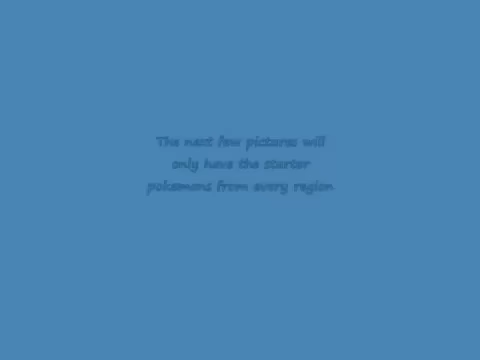 The next few pictures will
only have the starter
pokemons from every region